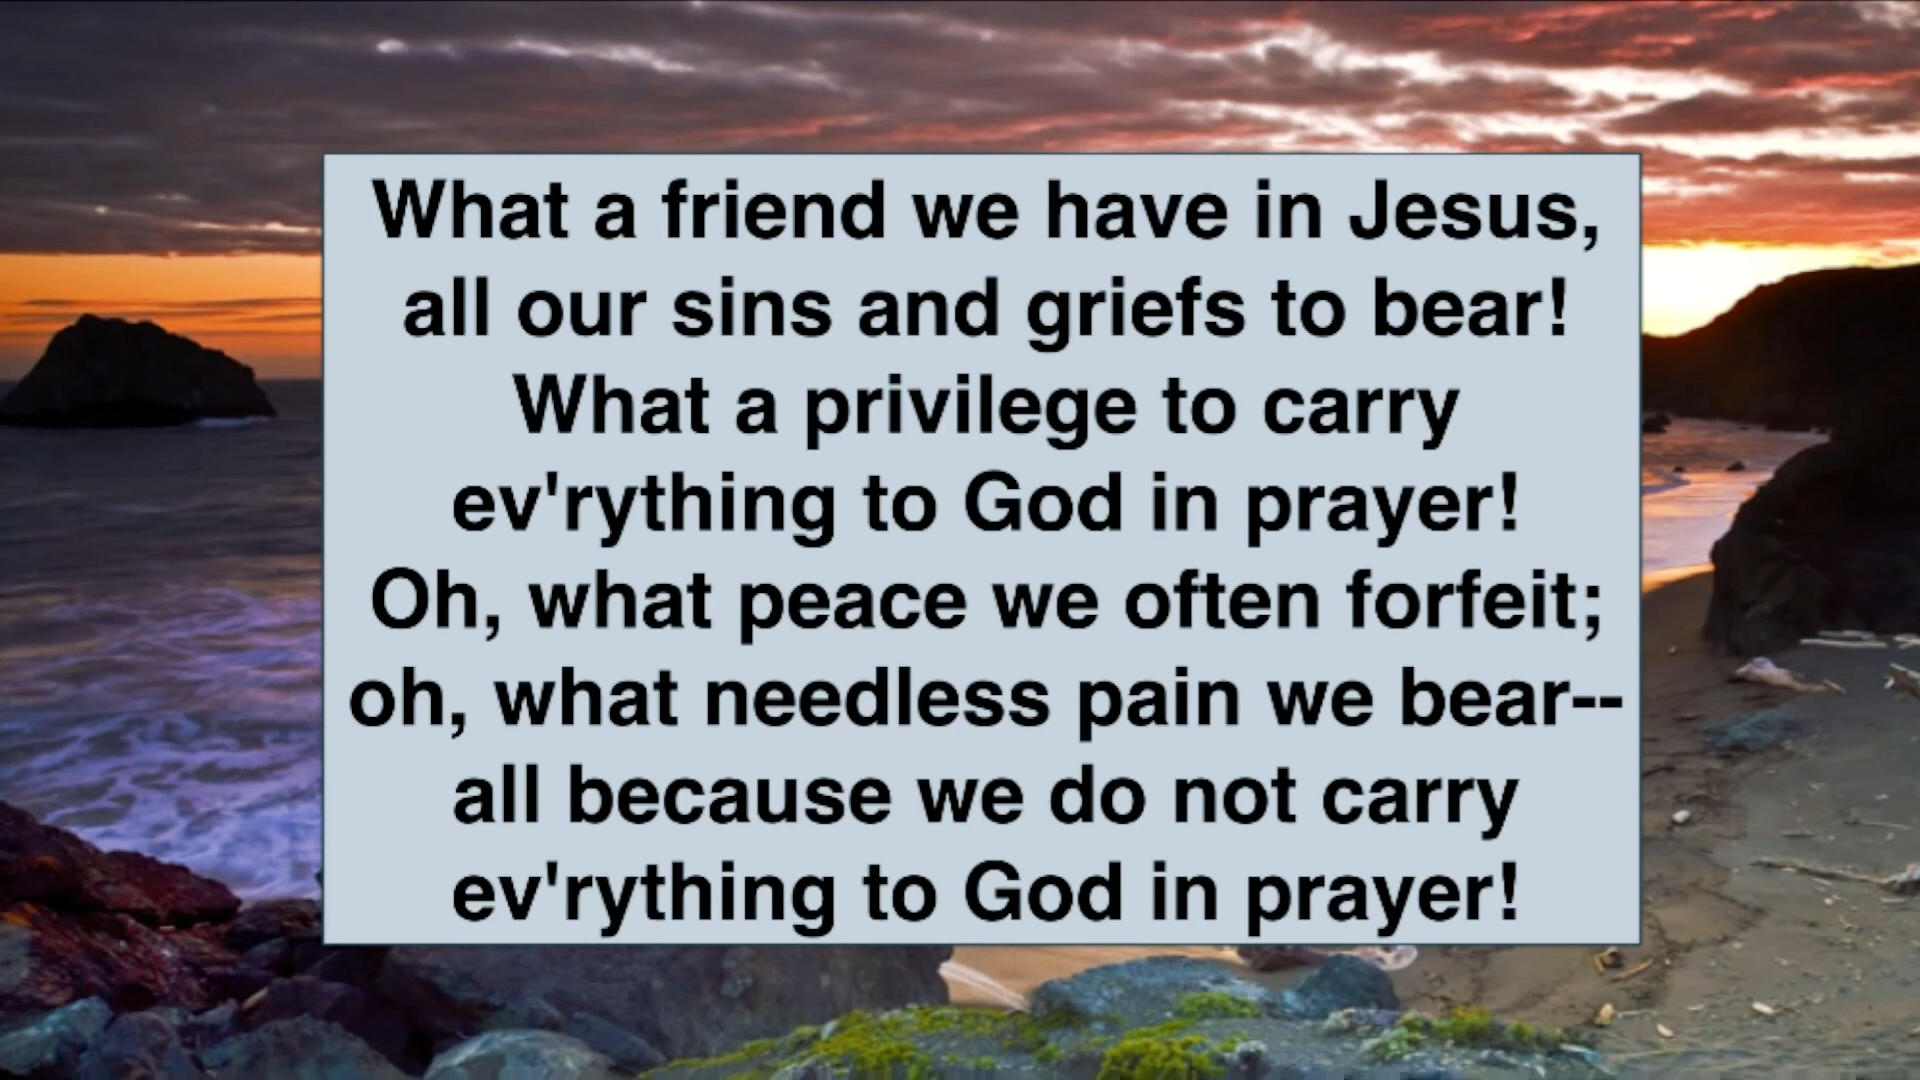 What a friend we have in Jesus,
all our sins and griefs to bear!
What a privilege to carry
ev'rything to God in prayer!
Oh, what peace we often forfeit;
oh, what needless pain we bear--
all because we do not carry
ev'rything to God in prayer!